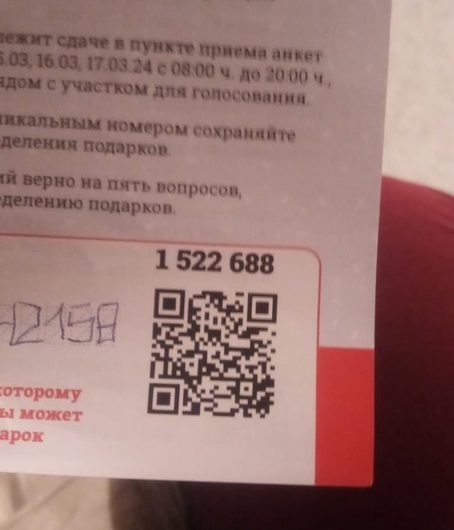 лежит сдаче в пункте приема анкет
5.03, 16.03, 17.03.24 с 08:00 ч. до 20:00 ч.,
ядом с участком для голосования.
никальным номером сохраняйте
деления подарков.
ий верно на пять вопросов,
еделению подарков.
1 522 688
42158
которому
ы может
арок